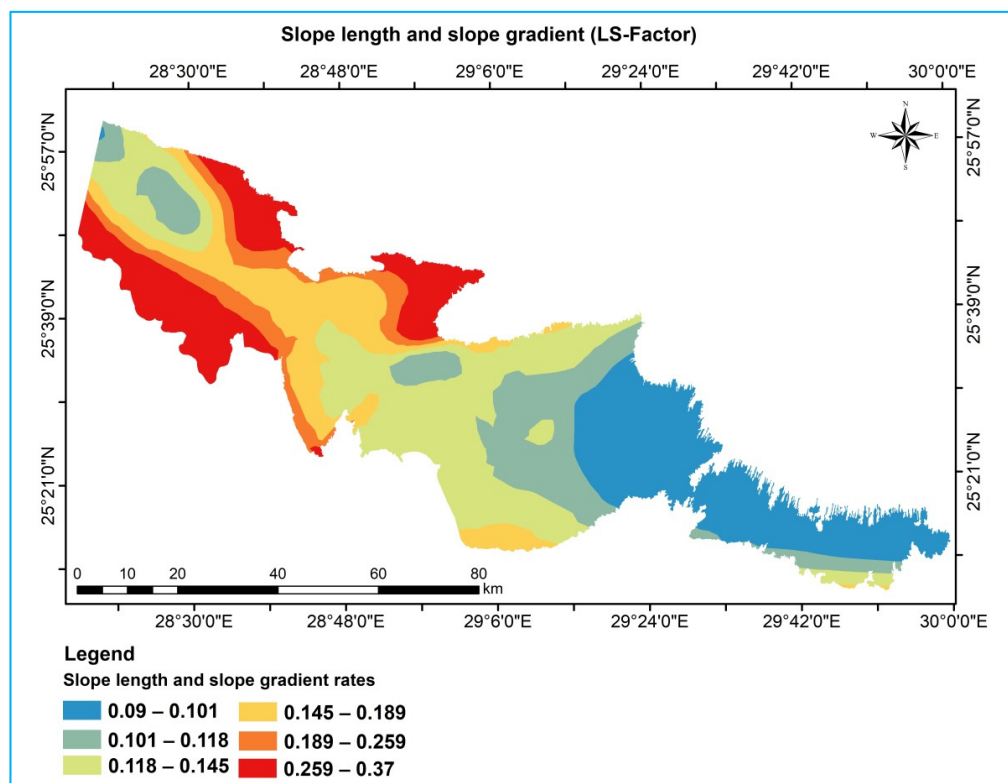 Slope length and slope gradient (LS-Factor)
28°30'0"E 28°48'0"E 29°6'0"E 29°24'0"E 29°42'0"E 30°0'0"E
N
W E
S
25°57'0"N 25°57'0"N
25°39'0"N 25°39'0"N
25°21'0"N 25°21'0"N
0 10 20 40 60 80
km
28°30'0"E 28°48'0"E 29°6'0"E 29°24'0"E 29°42'0"E 30°0'0"E
Legend
Slope length and slope gradient rates
0.09 – 0.101 0.145 – 0.189
0.101 – 0.118 0.189 – 0.259
0.118 – 0.145 0.259 – 0.37